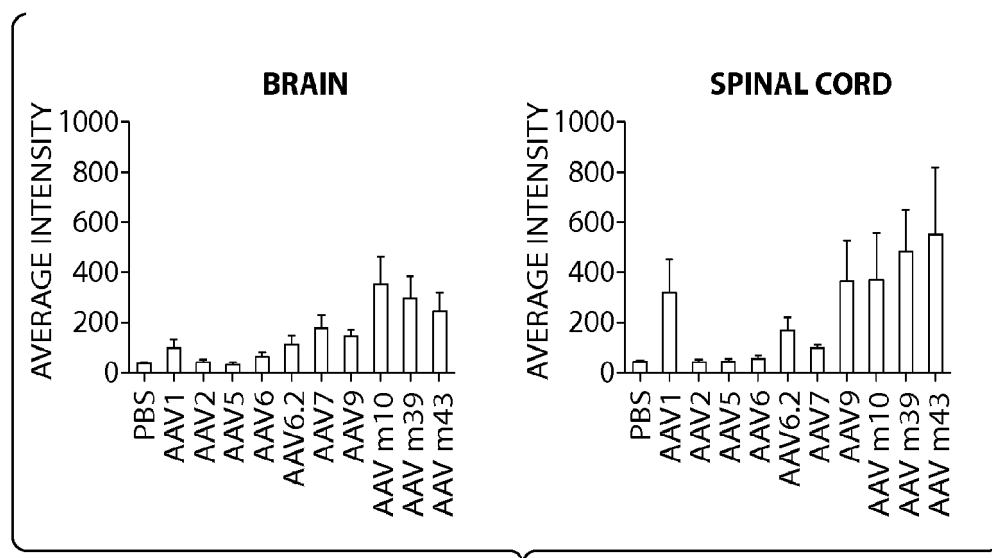 BRAIN
AVERAGE INTENSITY
1000
800
600
400
200
0
PBS
AAV1
AAV2
AAV5
AAV6
AAV6.2
AAV7
AAV9
AAV m10
AAV m39
AAV m43
SPINAL CORD
AVERAGE INTENSITY
1000
800
600
400
200
0
PBS
AAV1
AAV2
AAV5
AAV6
AAV6.2
AAV7
AAV9
AAV m10
AAV m39
AAV m43